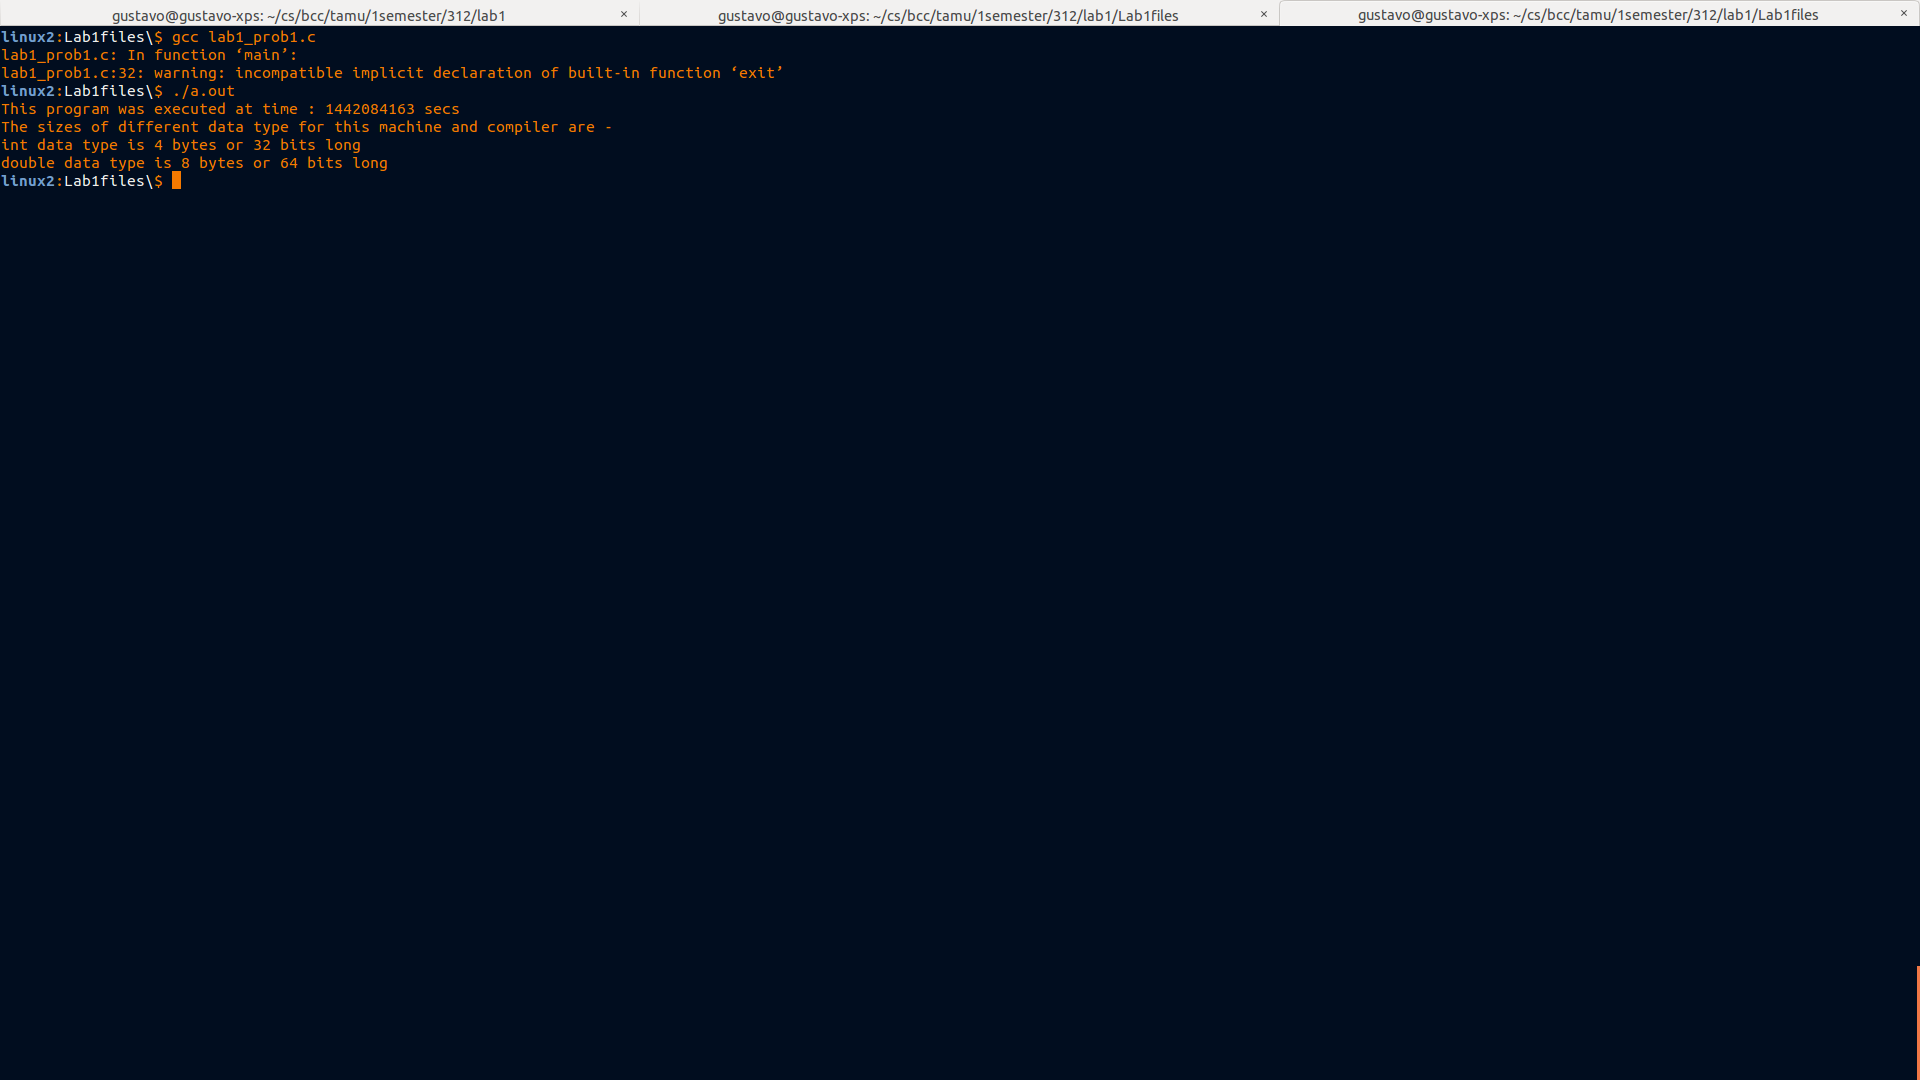 gustavo@gustavo-xps: ~/cs/bcc/tamu/1semester/312/lab1 × gustavo@gustavo-xps: ~/cs/bcc/tamu/1semester/312/lab1/Lab1files × gustavo@gustavo-xps: ~/cs/bcc/tamu/1semester/312/lab1/Lab1files ×
linux2:Lab1files\$ gcc lab1_prob1.c
lab1_prob1.c: In function ‘main’:
lab1_prob1.c:32: warning: incompatible implicit declaration of built-in function ‘exit’
linux2:Lab1files\$ ./a.out
This program was executed at time : 1442084163 secs
The sizes of different data type for this machine and compiler are -
int data type is 4 bytes or 32 bits long
double data type is 8 bytes or 64 bits long
linux2:Lab1files\$